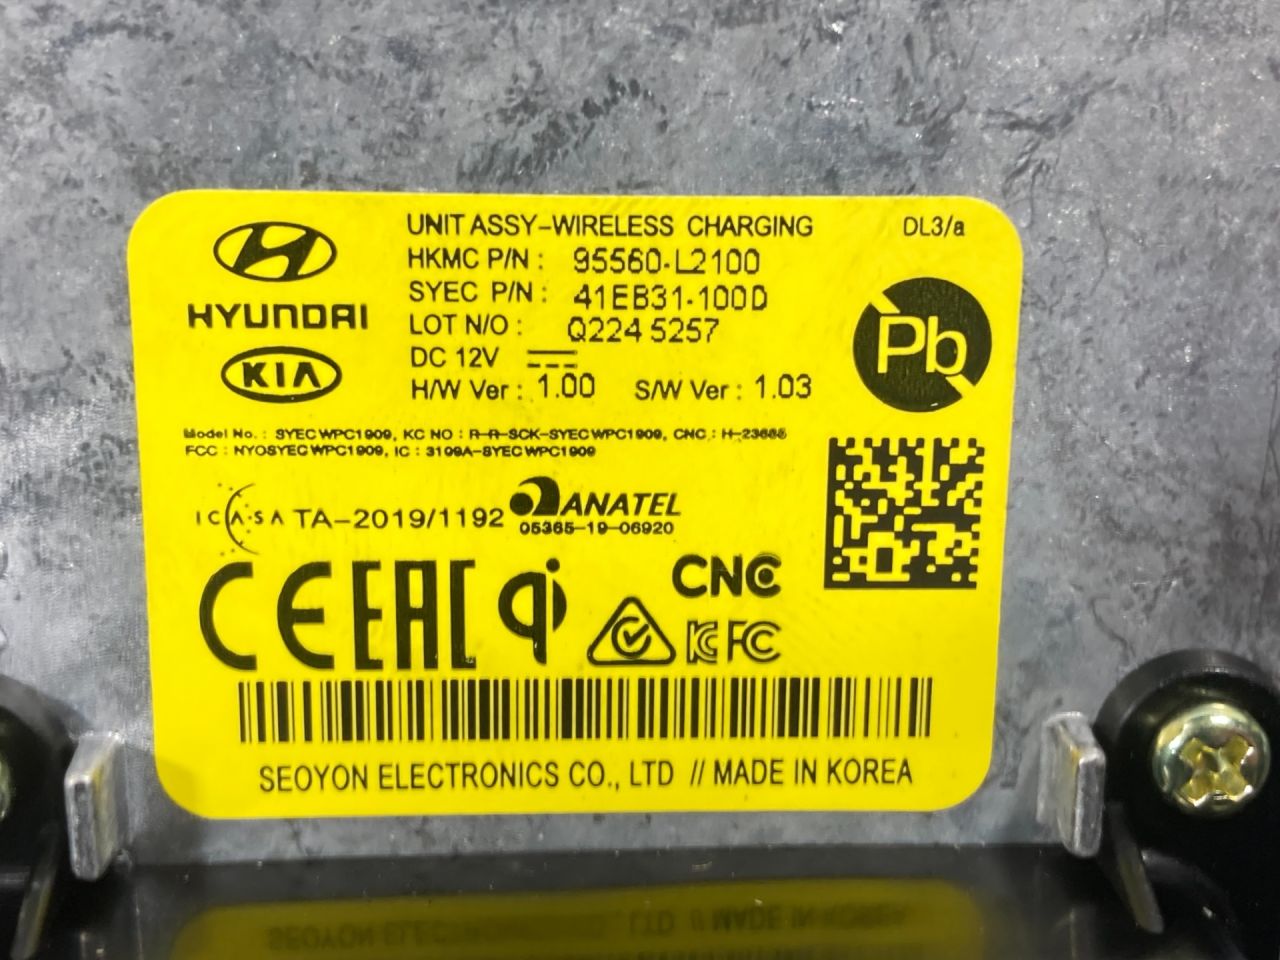 HYUNDAI
KIA
UNIT ASSY-WIRELESS CHARGING
DL3/a
HKMC P/N : 95560-L2100
SYEC P/N : 41EB31-100D
LOT N/O : Q224 5257
DC 12V
H/W Ver : 1.00 S/W Ver : 1.03
Pb
Model No. : SYECWPC1909, KC NO : R-R-SCK-SYECWPC1909, CNC :
FCC : NYOSYECWPC1909, IC : 3109A-SYECWPC1909
ICASA TA-2019/1192 ANATEL
05365-19-06920
CE EAC qi CNC
KC FC
SEOYON ELECTRONICS CO., LTD // MADE IN KOREA